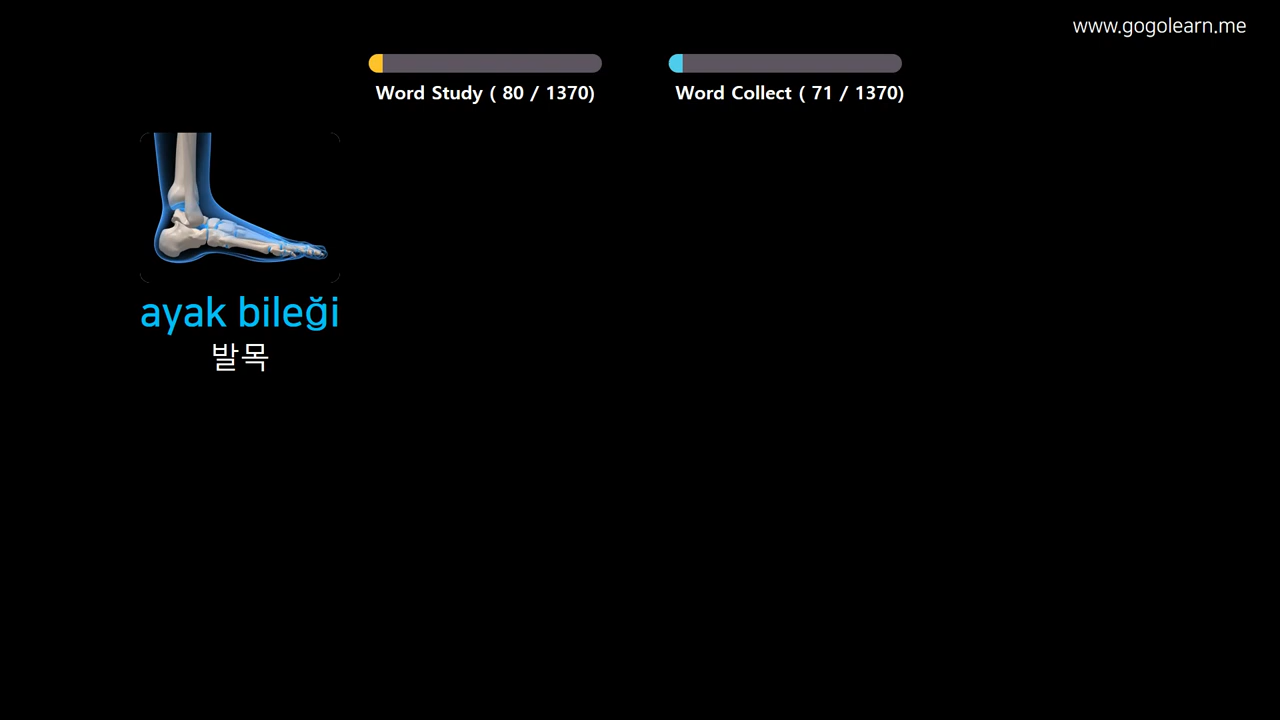 www.gogolearn.me
Word Study ( 80 / 1370)
Word Collect ( 71 / 1370)
ayak bileği
발목